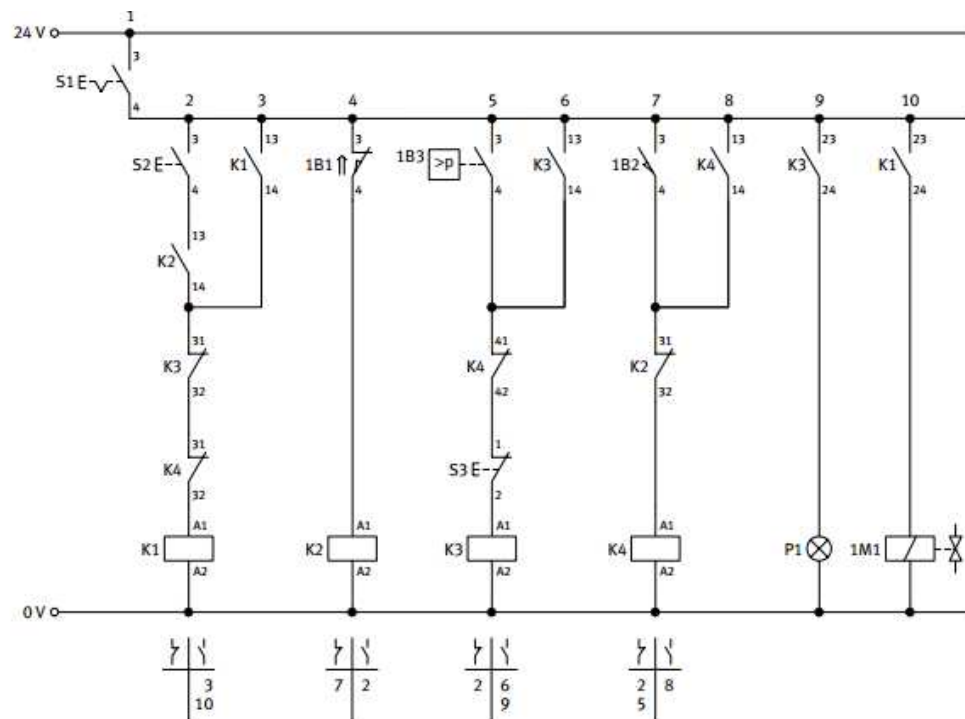 1
24 V
3
S1 E
4
2 3 4 5 6 7 8 9 10
3 13 3 3 13 3 13 23 23
S2 E K1 1B1 1B3 >p K3 1B2 K4 K3 K1
4 14 4 4 14 4 14 24 24
13
K2
14
31 41 31
K3 K4 K2
32 42 32
31 1
K4 S3 E
32 2
A1 A1 A1 A1
K1 K2 K3 K4 P1 1M1
A2 A2 A2 A2
0 V
3 7 2 2 6 2 8
10 9 5